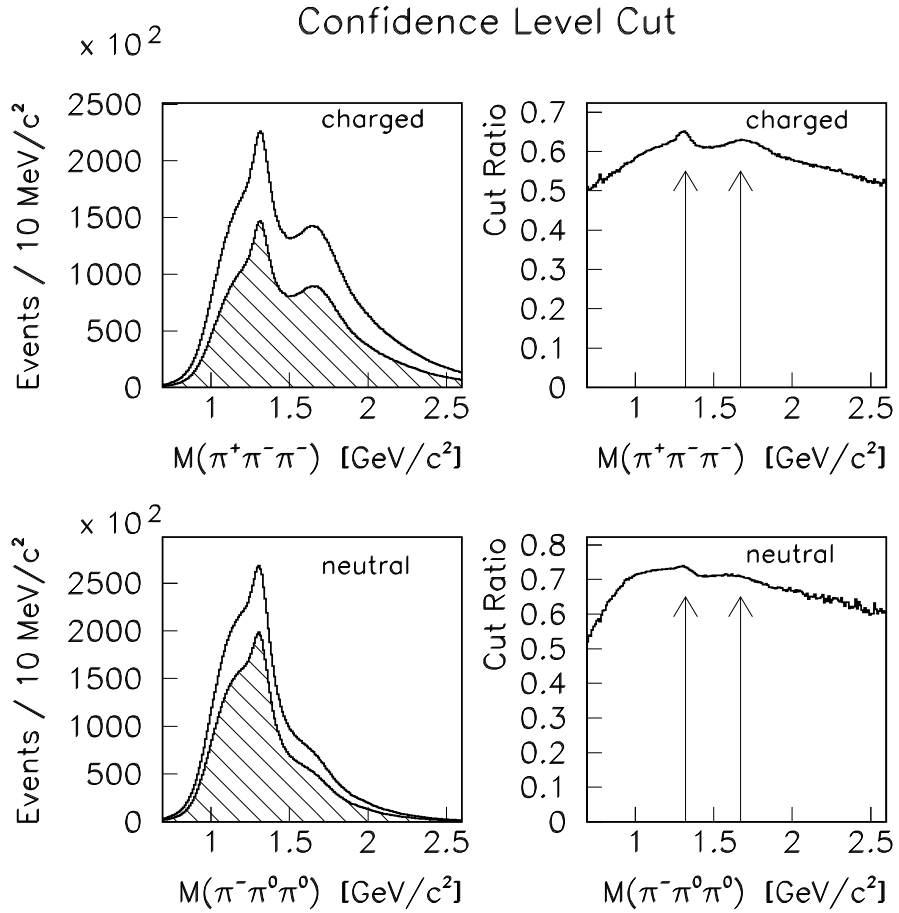 Confidence Level Cut
x 10²
Events / 10 MeV/c²
2500
2000
1500
1000
500
0
charged
1 1.5 2 2.5
M(π⁺π⁻π⁻) [GeV/c²]
Cut Ratio
0.7
0.6
0.5
0.4
0.3
0.2
0.1
0
charged
1 1.5 2 2.5
M(π⁺π⁻π⁻) [GeV/c²]
x 10²
Events / 10 MeV/c²
2500
2000
1500
1000
500
0
neutral
1 1.5 2 2.5
M(π⁻π⁰π⁰) [GeV/c²]
Cut Ratio
0.8
0.7
0.6
0.5
0.4
0.3
0.2
0.1
0
neutral
1 1.5 2 2.5
M(π⁻π⁰π⁰) [GeV/c²]